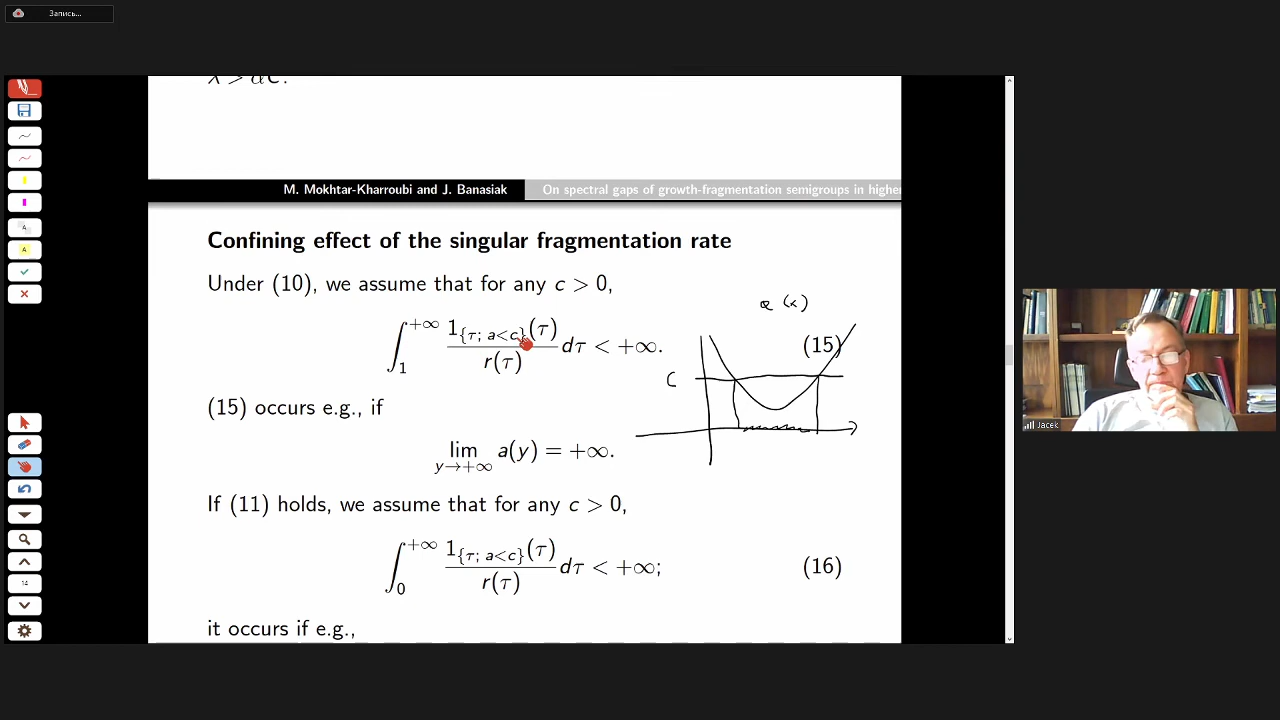 Запись...
M. Mokhtar-Kharroubi and J. Banasiak On spectral gaps of growth-fragmentation semigroups in higher
Confining effect of the singular fragmentation rate
Under (10), we assume that for any c > 0,
a (x)
∫_1^{+∞} 1_{τ; a<c}(τ) / r(τ) dτ < +∞. (15)
c
(15) occurs e.g., if
lim_{y→+∞} a(y) = +∞.
If (11) holds, we assume that for any c > 0,
∫_0^{+∞} 1_{τ; a<c}(τ) / r(τ) dτ < +∞; (16)
it occurs if e.g.,
14
Jacek